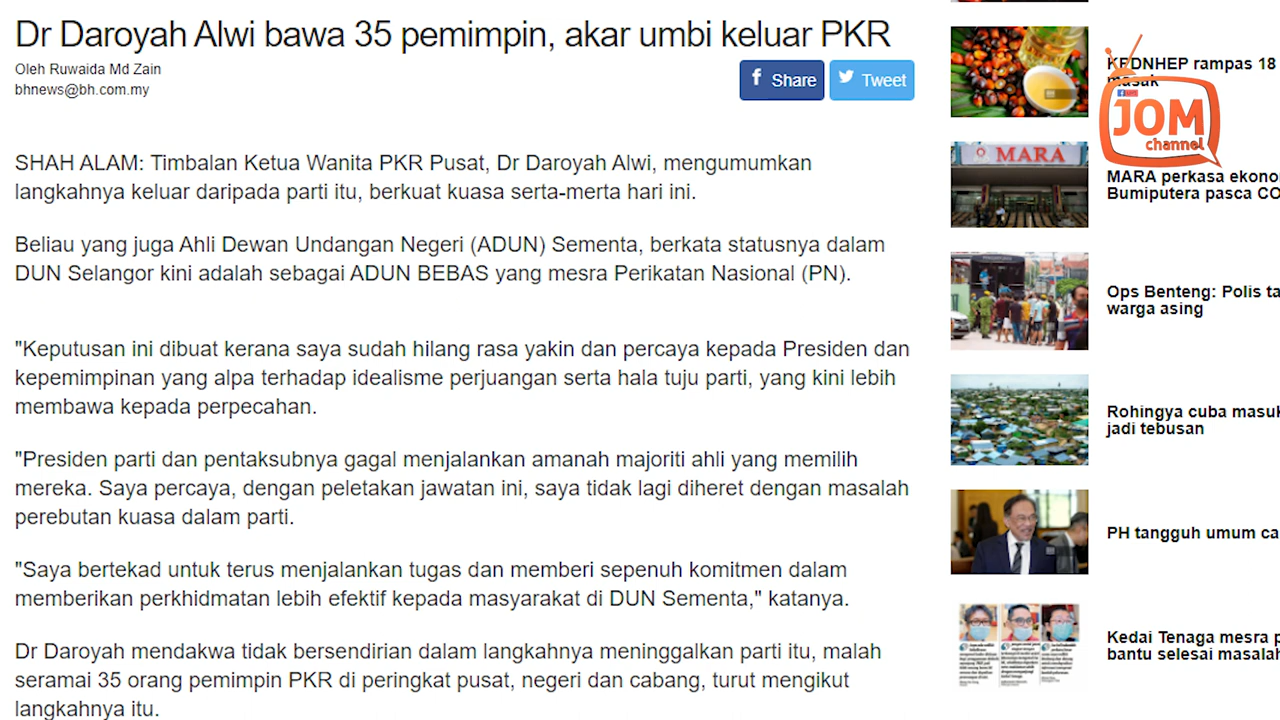 Dr Daroyah Alwi bawa 35 pemimpin, akar umbi keluar PKR
Oleh Ruwaida Md Zain
bhnews@bh.com.my
Share
Tweet
SHAH ALAM: Timbalan Ketua Wanita PKR Pusat, Dr Daroyah Alwi, mengumumkan
langkahnya keluar daripada parti itu, berkuat kuasa serta-merta hari ini.
Beliau yang juga Ahli Dewan Undangan Negeri (ADUN) Sementa, berkata statusnya dalam
DUN Selangor kini adalah sebagai ADUN BEBAS yang mesra Perikatan Nasional (PN).
"Keputusan ini dibuat kerana saya sudah hilang rasa yakin dan percaya kepada Presiden dan
kepemimpinan yang alpa terhadap idealisme perjuangan serta hala tuju parti, yang kini lebih
membawa kepada perpecahan.
"Presiden parti dan pentaksubnya gagal menjalankan amanah majoriti ahli yang memilih
mereka. Saya percaya, dengan peletakan jawatan ini, saya tidak lagi diheret dengan masalah
perebutan kuasa dalam parti.
"Saya bertekad untuk terus menjalankan tugas dan memberi sepenuh komitmen dalam
memberikan perkhidmatan lebih efektif kepada masyarakat di DUN Sementa," katanya.
Dr Daroyah mendakwa tidak bersendirian dalam langkahnya meninggalkan parti itu, malah
seramai 35 orang pemimpin PKR di peringkat pusat, negeri dan cabang, turut mengikut
langkahnya itu.
KPDNHEP rampas 18
masak
JOM
channel
MARA
MARA perkasa ekono
Bumiputera pasca CO
Ops Benteng: Polis ta
warga asing
Rohingya cuba masuk
jadi tebusan
PH tangguh umum ca
Kedai Tenaga mesra p
bantu selesai masalah